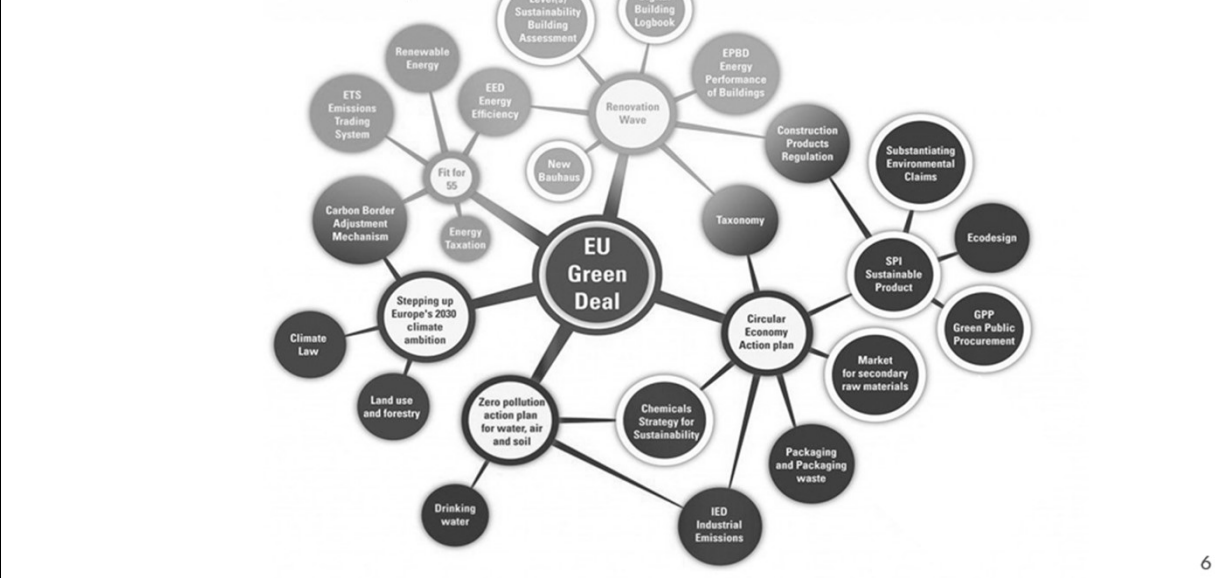 Sustainability
Building
Assessment
Building
Logbook
Renewable
Energy
EPBD
Energy
Performance
of Buildings
ETS
Emissions
Trading
System
EED
Energy
Efficiency
Renovation
Wave
Construction
Products
Regulation
Substantiating
Environmental
Claims
New
Bauhaus
Fit for
55
Carbon Border
Adjustment
Mechanism
Energy
Taxation
Taxonomy
Ecodesign
EU
Green
Deal
SPI
Sustainable
Product
Stepping up
Europe's 2030
climate
ambition
Circular
Economy
Action plan
GPP
Green Public
Procurement
Climate
Law
Market
for secondary
raw materials
Land use
and forestry
Zero pollution
action plan
for water, air
and soil
Chemicals
Strategy for
Sustainability
Packaging
and Packaging
waste
Drinking
water
IED
Industrial
Emissions
6